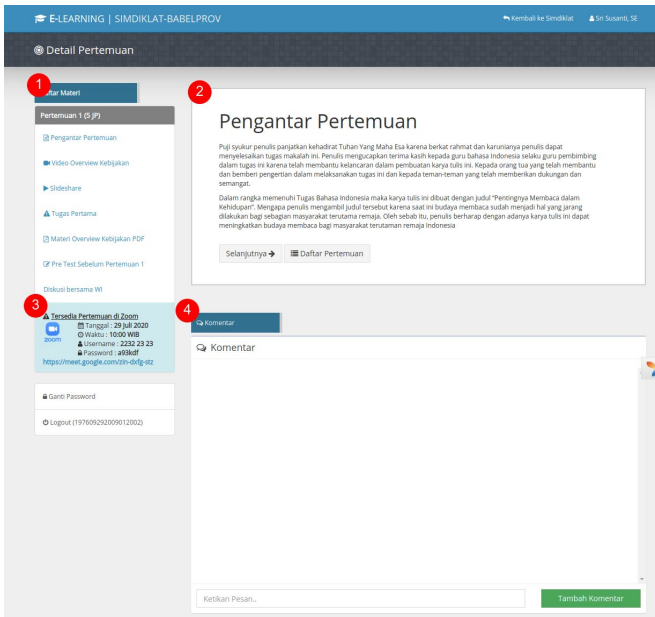 E-LEARNING | SIMDIKLAT-BABELPROV
Kembali ke Simdiklat
Sri Susanti, SE
Detail Pertemuan
1
ftar Materi
Pertemuan 1 (5 JP)
Pengantar Pertemuan
Video Overview Kebijakan
Slideshare
Tugas Pertama
Materi Overview Kebijakan PDF
Pre Test Sebelum Pertemuan 1
Diskusi bersama WI
3
Tersedia Pertemuan di Zoom
zoom
Tanggal : 29 Juli 2020
Waktu : 10:00 WIB
Username : 2232 23 23
Password : a93kdf
https://meet.google.com/zin-dxfg-stz
Ganti Password
Logout (197609292009012002)
2
Pengantar Pertemuan
Puji syukur penulis panjatkan kehadirat Tuhan Yang Maha Esa karena berkat rahmat dan karunianya penulis dapat
menyelesaikan tugas makalah ini. Penulis mengucapkan terima kasih kepada guru bahasa Indonesia selaku guru pembimbing
dalam tugas ini karena telah membantu kelancaran dalam pembuatan karya tulis ini. Kepada orang tua yang telah membantu
dan bemberi pengertian dalam melaksanakan tugas ini dan kepada teman-teman yang telah memberikan dukungan dan
semangat.
Dalam rangka memenuhi Tugas Bahasa Indonesia maka karya tulis ini dibuat dengan judul "Pentingnya Membaca dalam
Kehidupan". Mengapa penulis mengambil judul tersebut karena saat ini budaya membaca sudah menjadi hal yang jarang
dilakukan bagi sebagian masyarakat terutama remaja. Oleh sebab itu, penulis berharap dengan adanya karya tulis ini dapat
meningkatkan budaya membaca bagi masyarakat terutaman remaja Indonesia
Selanjutnya
Daftar Pertemuan
4
Komentar
Komentar
Ketikan Pesan..
Tambah Komentar